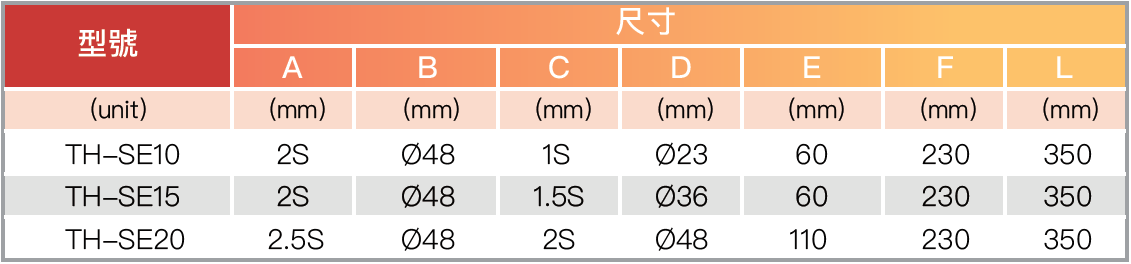 型號 尺寸
A B C D E F L
(unit) (mm) (mm) (mm) (mm) (mm) (mm) (mm)
TH-SE10 2S Ø48 1S Ø23 60 230 350
TH-SE15 2S Ø48 1.5S Ø36 60 230 350
TH-SE20 2.5S Ø48 2S Ø48 110 230 350